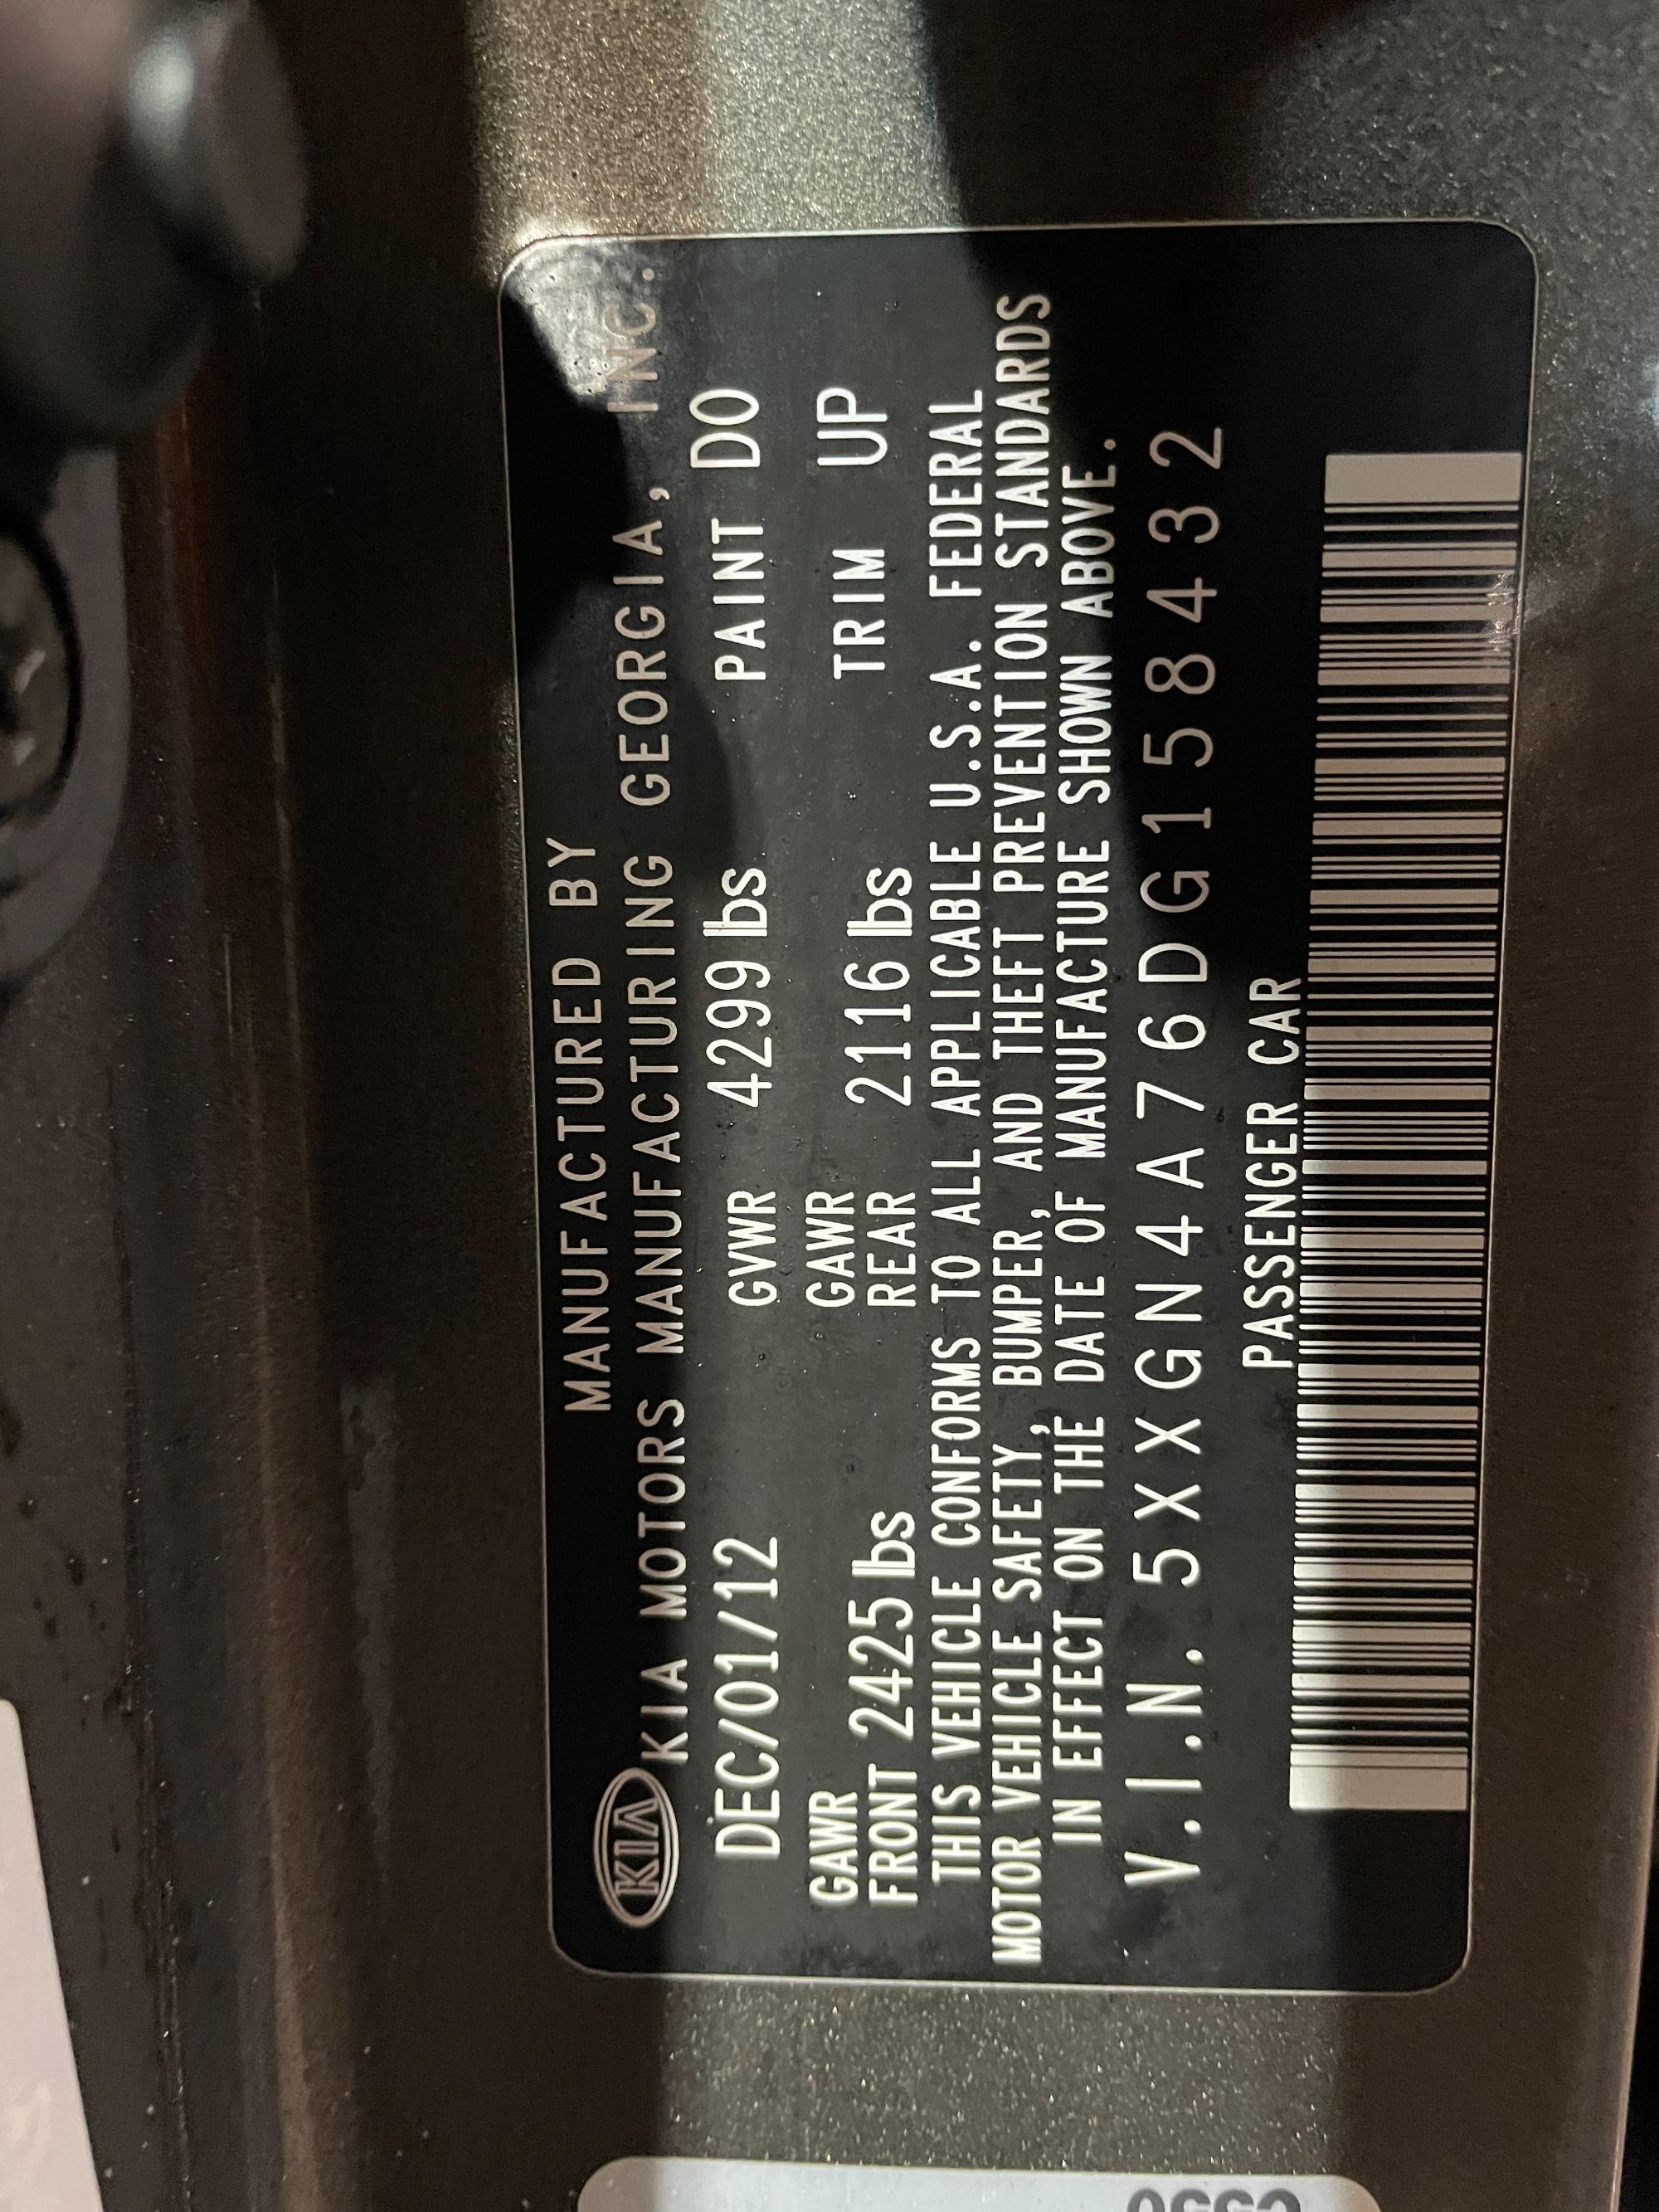 MANUFACTURED BY
KIA KIA MOTORS MANUFACTURING GEORGIA, INC.
DEC/01/12 GVWR 4299 lbs PAINT DO
GAWR FRONT 2425 lbs GAWR REAR 2116 lbs TRIM UP
THIS VEHICLE CONFORMS TO ALL APPLICABLE U.S.A. FEDERAL
MOTOR VEHICLE SAFETY, BUMPER, AND THEFT PREVENTION STANDARDS
IN EFFECT ON THE DATE OF MANUFACTURE SHOWN ABOVE.
V.I.N. 5XXGN4A76DG158432
PASSENGER CAR